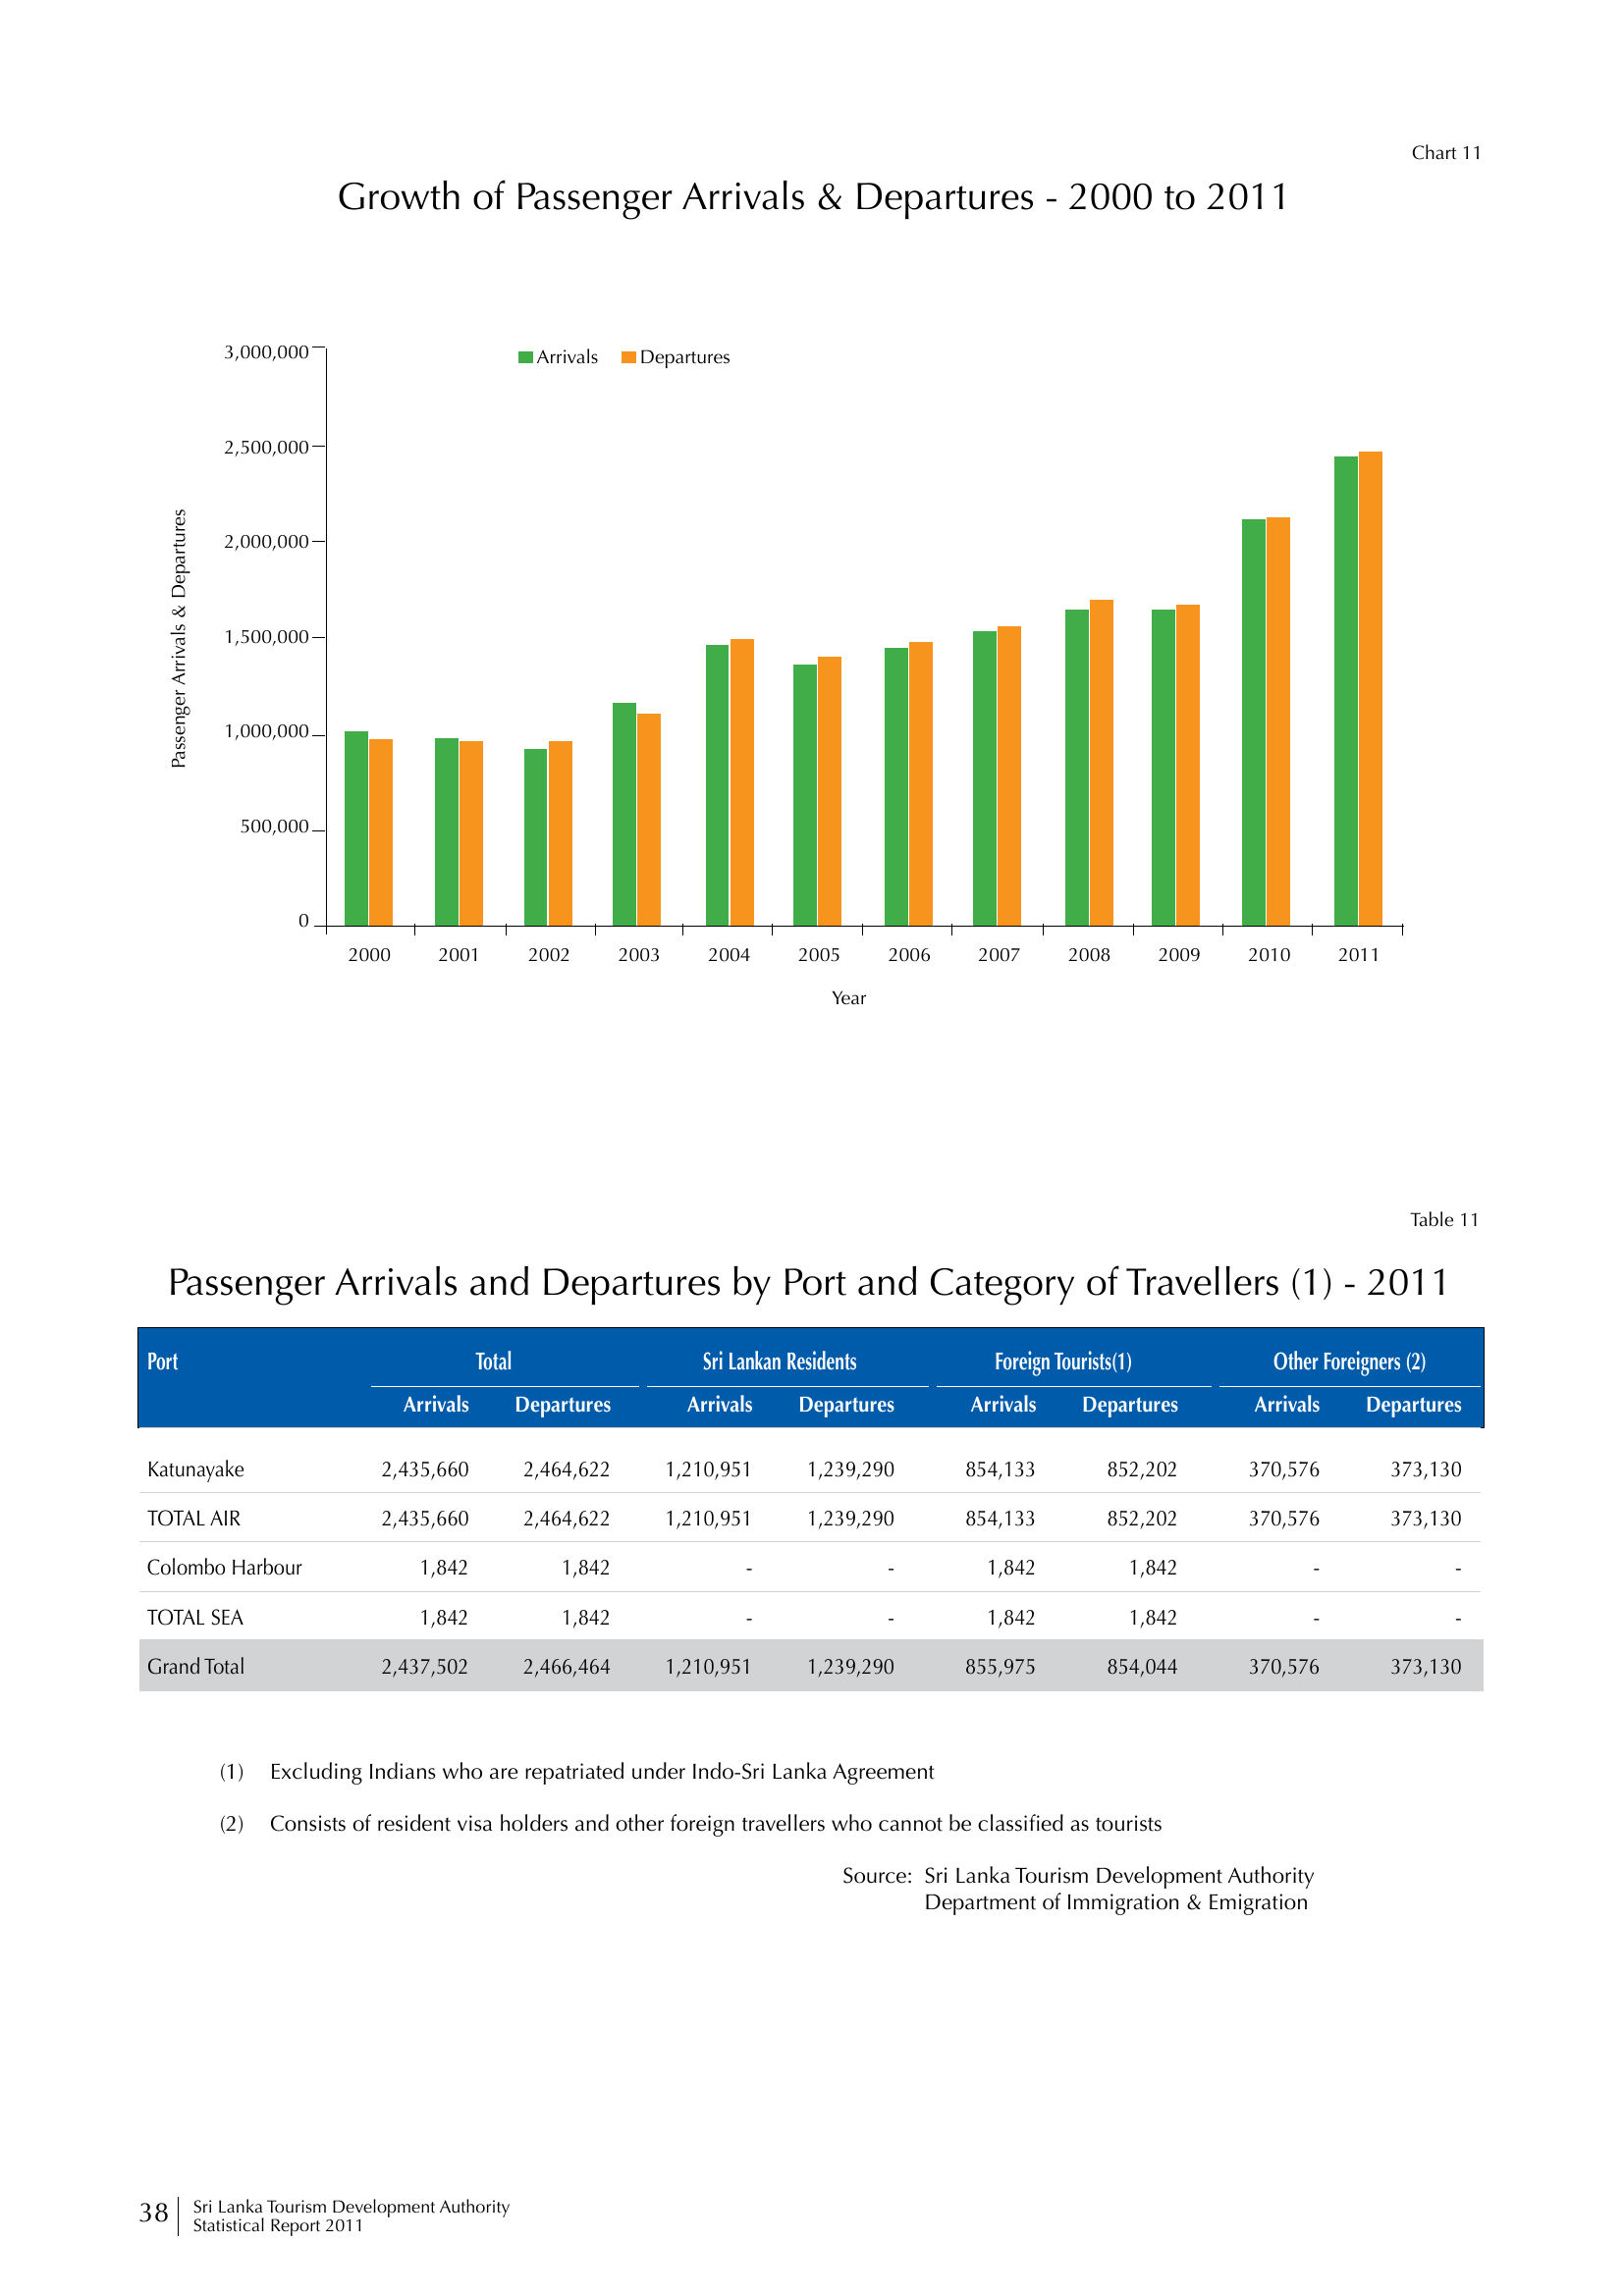 Chart 11
Growth of Passenger Arrivals & Departures - 2000 to 2011
Arrivals Departures
3,000,000
2,500,000
2,000,000
1,500,000
1,000,000
500,000
0
Passenger Arrivals & Departures
2000 2001 2002 2003 2004 2005 2006 2007 2008 2009 2010 2011
Year
Table 11
Passenger Arrivals and Departures by Port and Category of Travellers (1) - 2011
Port Total Sri Lankan Residents Foreign Tourists(1) Other Foreigners (2)
Arrivals Departures Arrivals Departures Arrivals Departures Arrivals Departures
Katunayake 2,435,660 2,464,622 1,210,951 1,239,290 854,133 852,202 370,576 373,130
TOTAL AIR 2,435,660 2,464,622 1,210,951 1,239,290 854,133 852,202 370,576 373,130
Colombo Harbour 1,842 1,842 - - 1,842 1,842 - -
TOTAL SEA 1,842 1,842 - - 1,842 1,842 - -
Grand Total 2,437,502 2,466,464 1,210,951 1,239,290 855,975 854,044 370,576 373,130
(1) Excluding Indians who are repatriated under Indo-Sri Lanka Agreement
(2) Consists of resident visa holders and other foreign travellers who cannot be classified as tourists
Source: Sri Lanka Tourism Development Authority
Department of Immigration & Emigration
38 Sri Lanka Tourism Development Authority
Statistical Report 2011